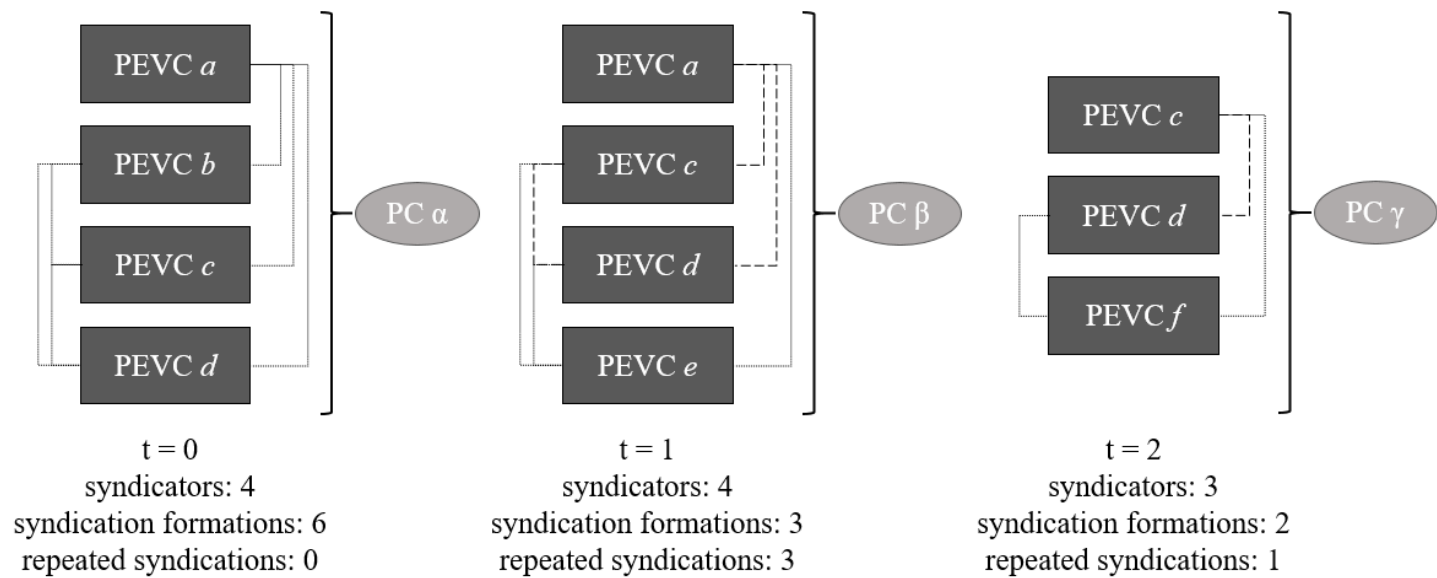 PEVC a
PEVC b
PEVC c
PEVC d
PC α
t = 0
syndicators: 4
syndication formations: 6
repeated syndications: 0
PEVC a
PEVC c
PEVC d
PEVC e
PC β
t = 1
syndicators: 4
syndication formations: 3
repeated syndications: 3
PEVC c
PEVC d
PEVC f
PC γ
t = 2
syndicators: 3
syndication formations: 2
repeated syndications: 1